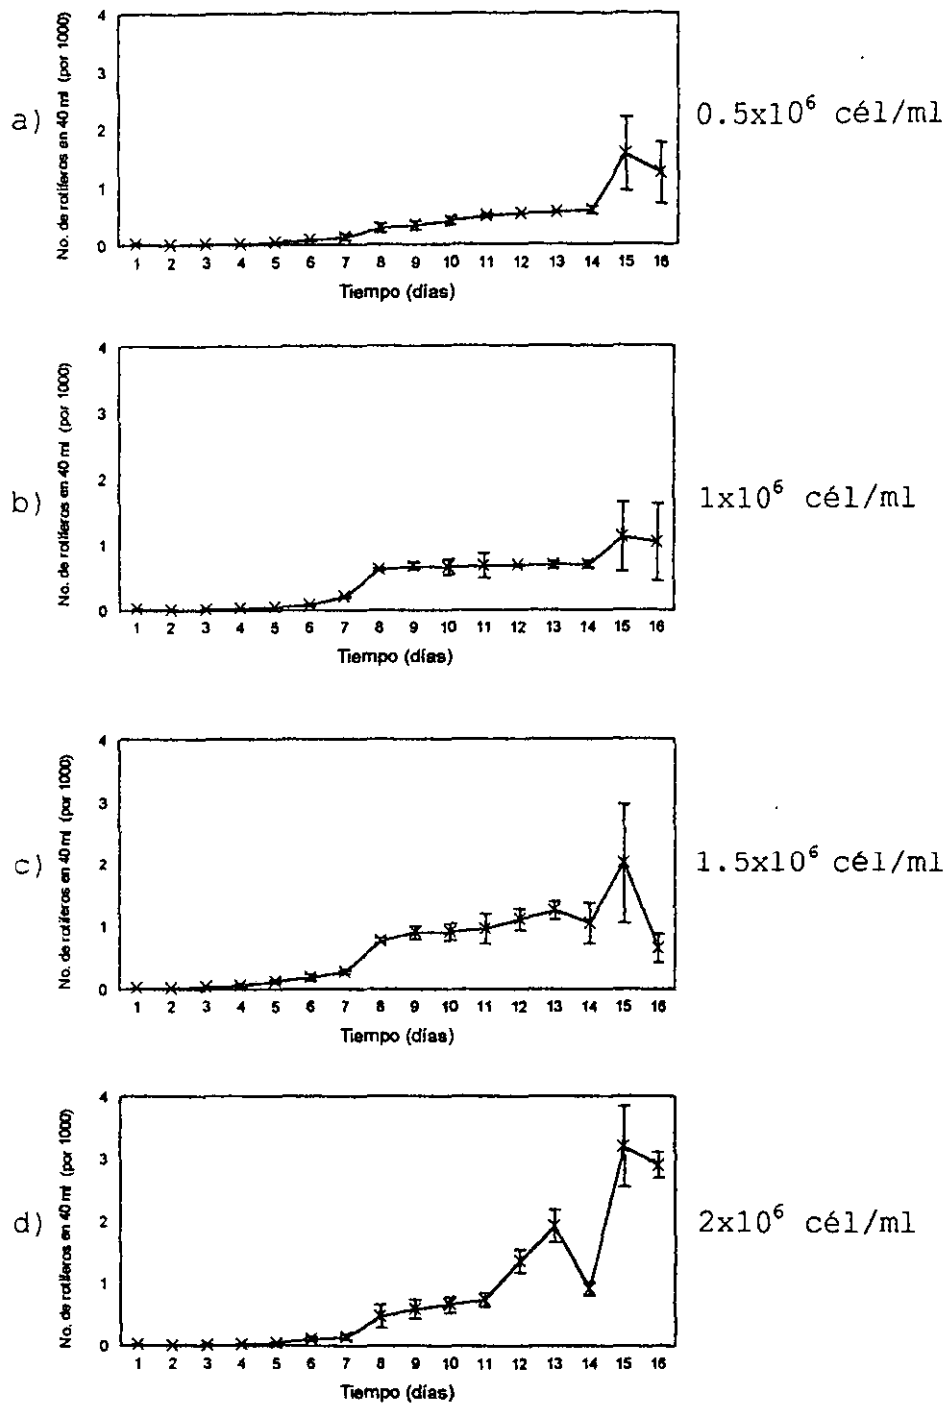 No. de rotíferos en 40 ml (por 1000)
4
3
2
1
0
a)
0.5x10⁶ cél/ml
1 2 3 4 5 6 7 8 9 10 11 12 13 14 15 16
Tiempo (días)
No. de rotíferos en 40 ml (por 1000)
4
3
2
1
0
b)
1x10⁶ cél/ml
1 2 3 4 5 6 7 8 9 10 11 12 13 14 15 16
Tiempo (días)
No. de rotíferos en 40 ml (por 1000)
4
3
2
1
0
c)
1.5x10⁶ cél/ml
1 2 3 4 5 6 7 8 9 10 11 12 13 14 15 16
Tiempo (días)
No. de rotíferos en 40 ml (por 1000)
4
3
2
1
0
d)
2x10⁶ cél/ml
1 2 3 4 5 6 7 8 9 10 11 12 13 14 15 16
Tiempo (días)